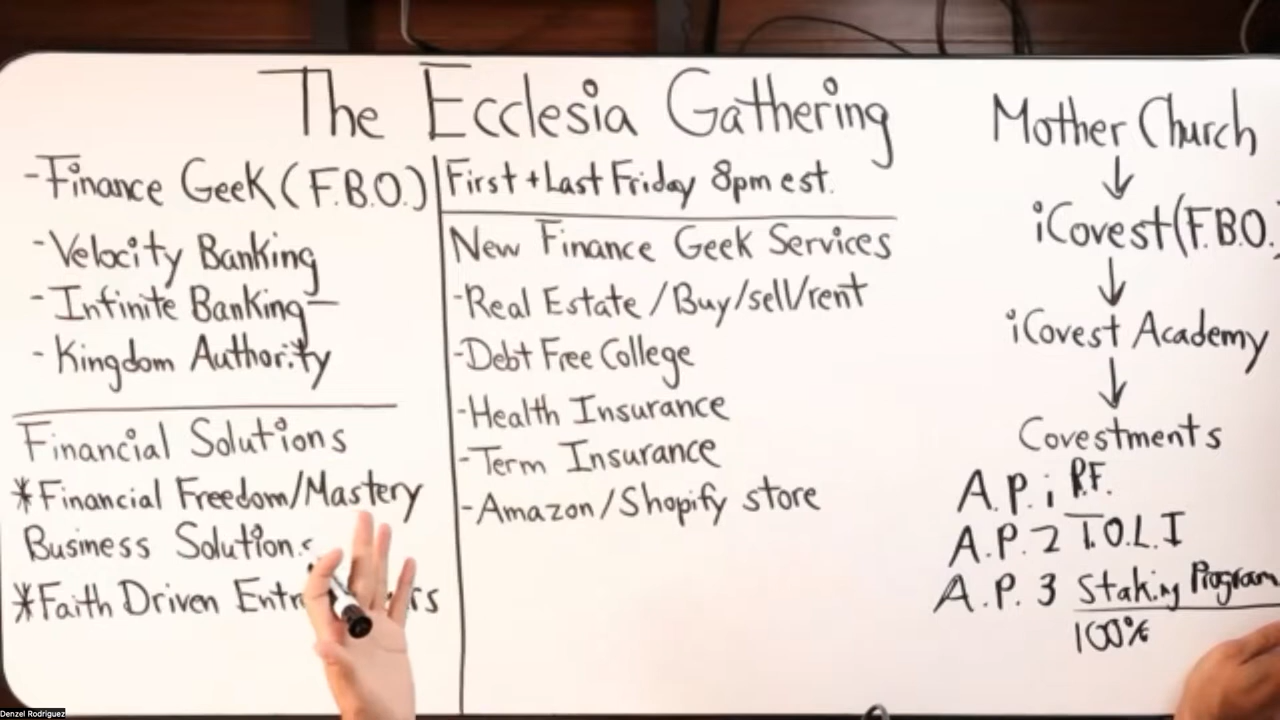 The Ecclesia Gathering
- Finance Geek (F.B.O.)
- Velocity Banking
- Infinite Banking -
- Kingdom Authority
Financial Solutions
* Financial Freedom/Mastery
Business Solutions
* Faith Driven Entr rs
First + Last Friday 8pm est.
New Finance Geek Services
- Real Estate / Buy/sell/rent
- Debt Free College
- Health Insurance
- Term Insurance
- Amazon/Shopify store
Mother Church
↓
iCovest (F.B.O.)
↓
iCovest Academy
↓
Covestments
A.P. 1 P.F.
A.P. 2 T.O.L.I
A.P. 3 Staking Program
100%
Denzel Rodriguez